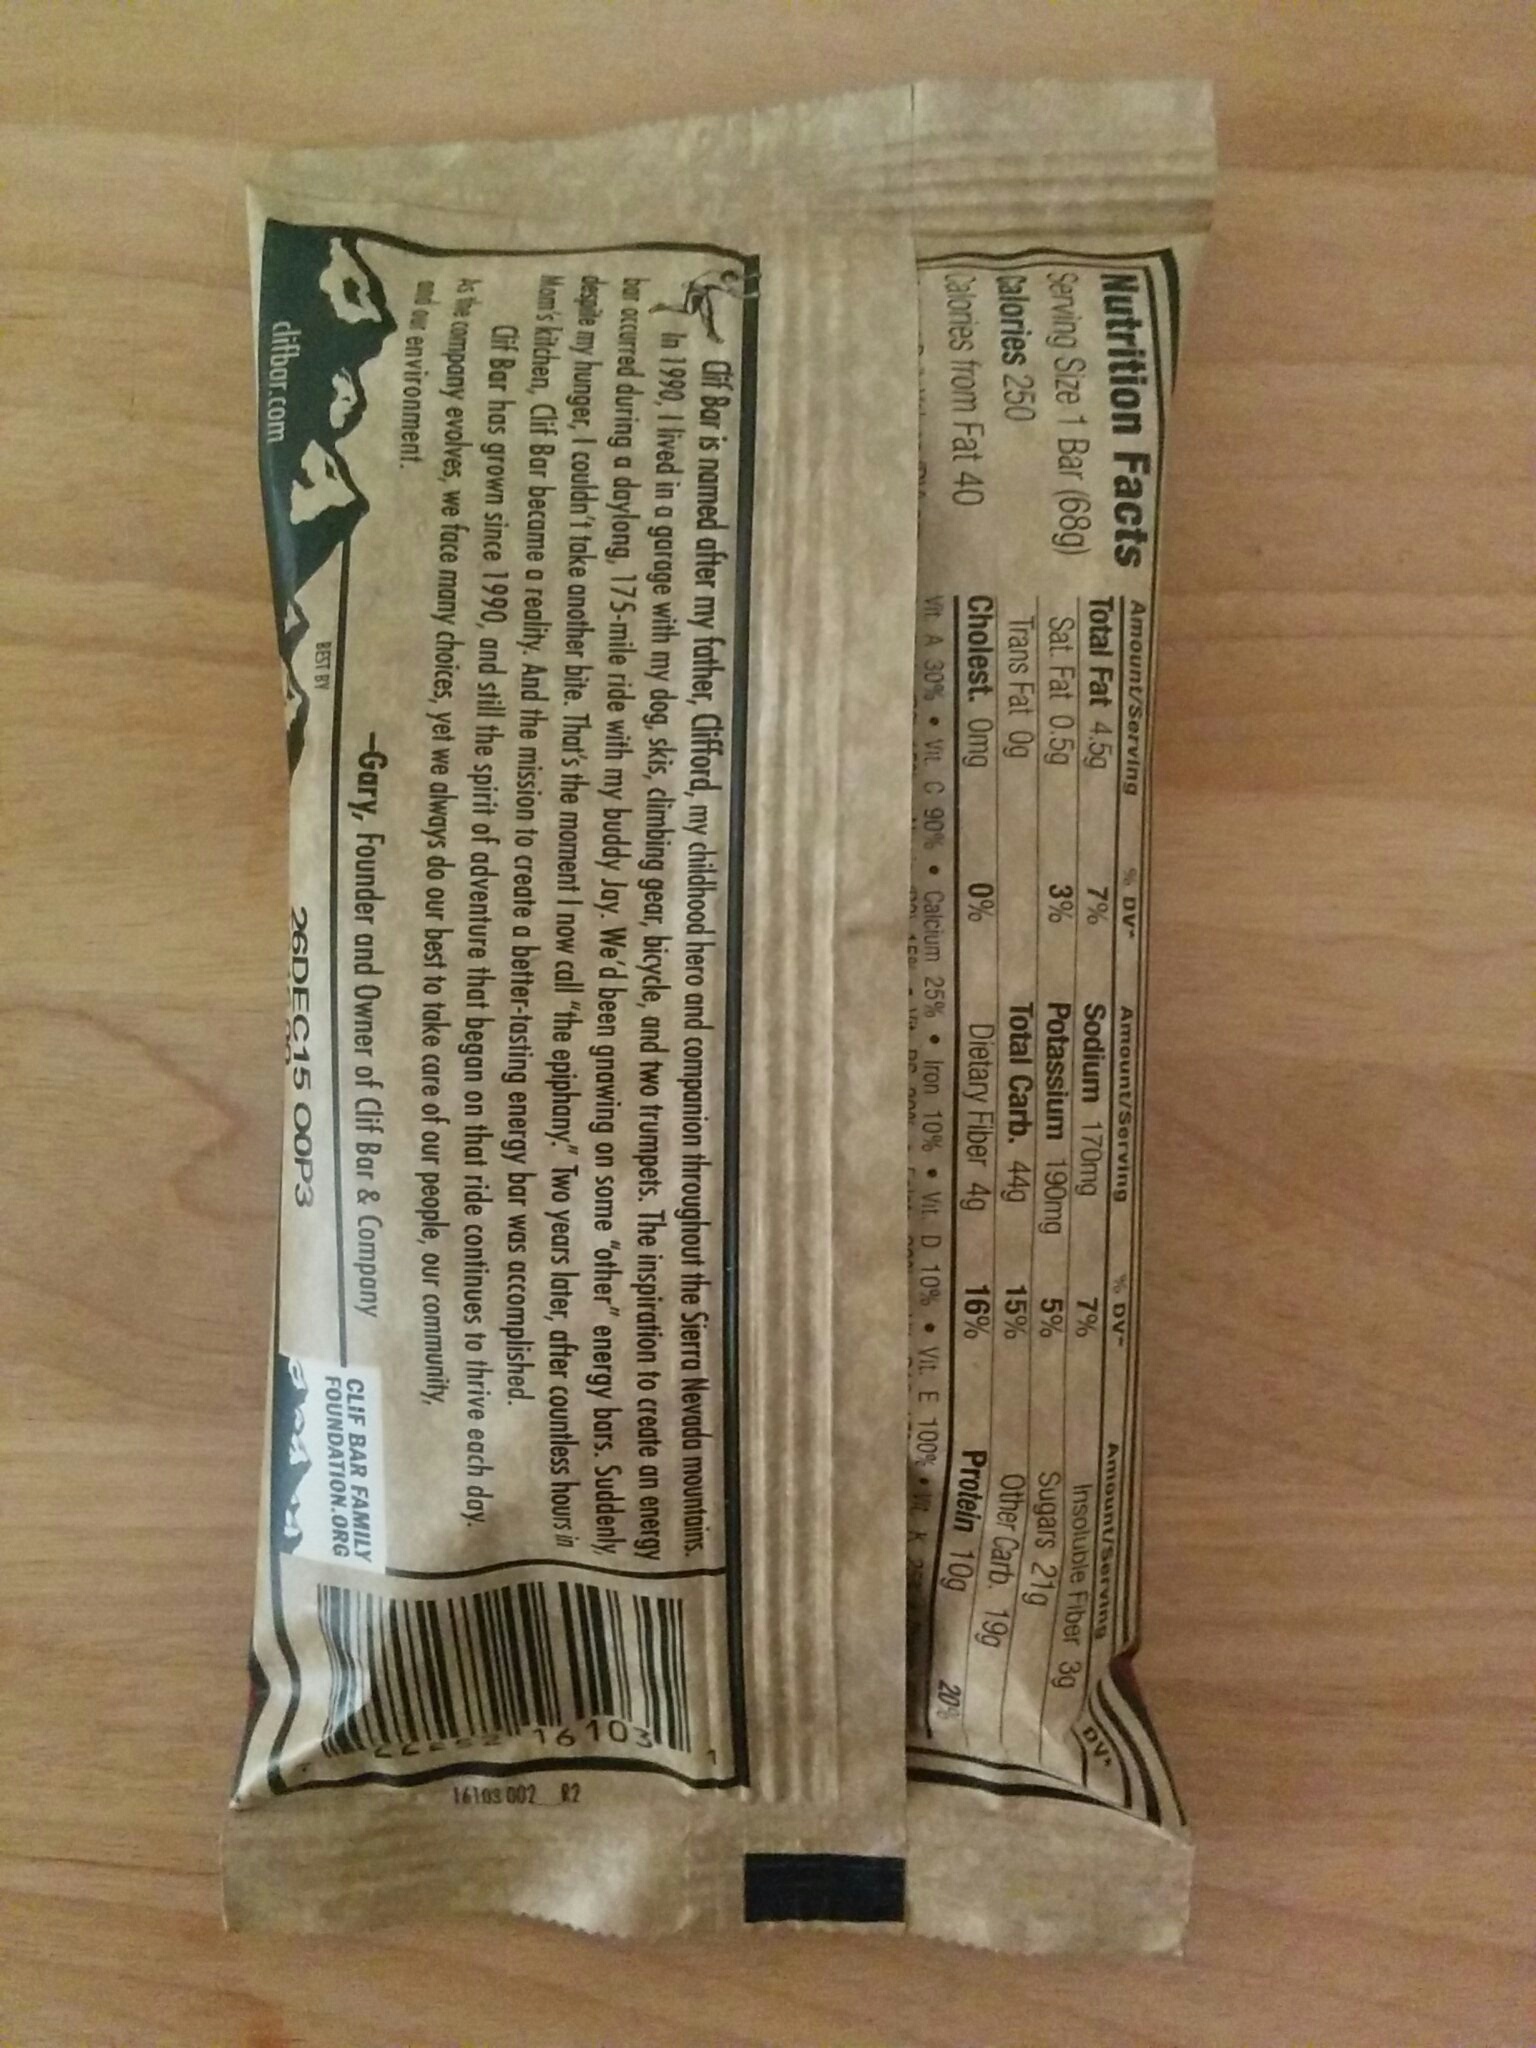 Nutrition Facts
Serving Size 1 Bar (68g)
Calories 250
Calories from Fat 40
Amount/Serving % DV*
Total Fat 4.5g 7%
Sat. Fat 0.5g 3%
Trans Fat 0g
Cholest. 0mg 0%
Amount/Serving % DV*
Sodium 170mg 7%
Potassium 190mg 5%
Total Carb. 44g 15%
Dietary Fiber 4g 16%
Amount/Serving DV*
Insoluble Fiber 3g
Sugars 21g
Other Carb. 19g
Protein 10g 20%
Vit. A 30% • Vit. C 90% • Calcium 25% • Iron 10% • Vit. D 10% • Vit. E 100% • Vit. K
Clif Bar is named after my father, Clifford, my childhood hero and companion throughout the Sierra Nevada mountains.
In 1990, I lived in a garage with my dog, skis, climbing gear, bicycle, and two trumpets. The inspiration to create an energy
bar occurred during a daylong, 175-mile ride with my buddy Jay. We'd been gnawing on some "other" energy bars. Suddenly,
despite my hunger, I couldn't take another bite. That's the moment I now call "the epiphany." Two years later, after countless hours in
Mom's kitchen, Clif Bar became a reality. And the mission to create a better-tasting energy bar was accomplished.
Clif Bar has grown since 1990, and still the spirit of adventure that began on that ride continues to thrive each day.
As the company evolves, we face many choices, yet we always do our best to take care of our people, our community,
and our environment.
—Gary, Founder and Owner of Clif Bar & Company
clifbar.com
BEST BY
26DEC15 00P3
CLIF BAR FAMILY
FOUNDATION.ORG
16103 1
16103 002 R2